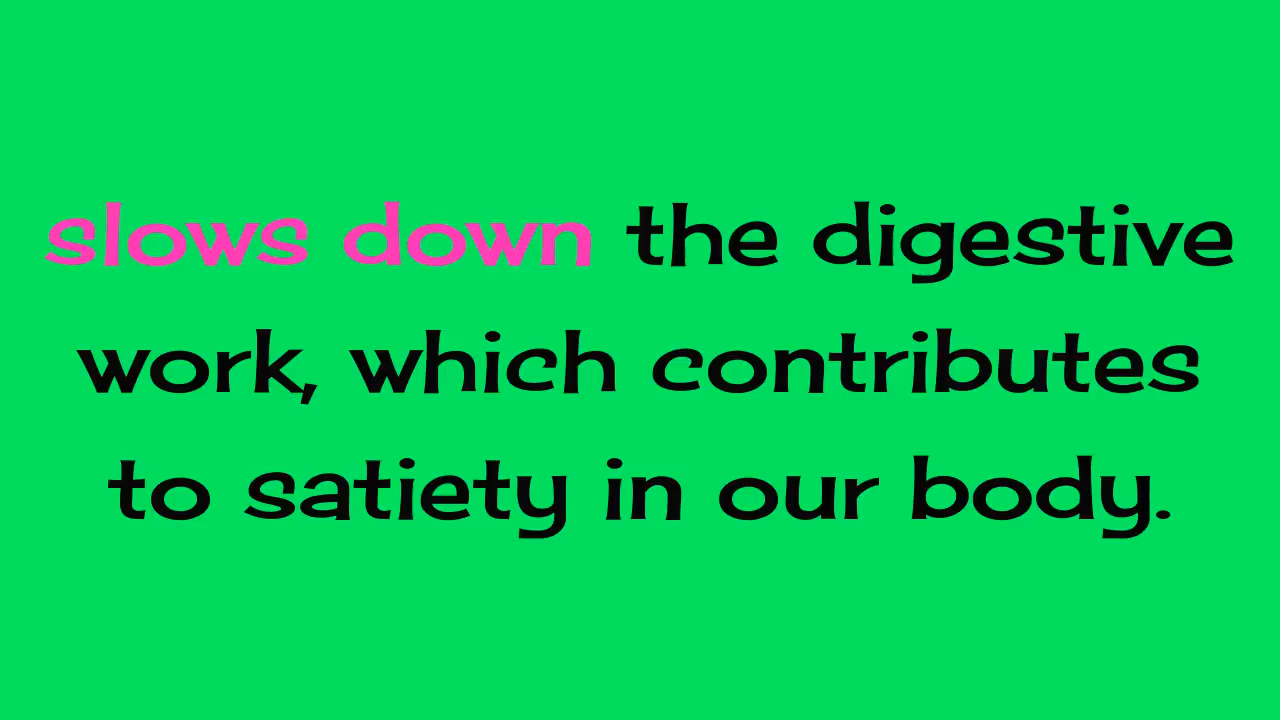 slows down the digestive
work, which contributes
to satiety in our body.